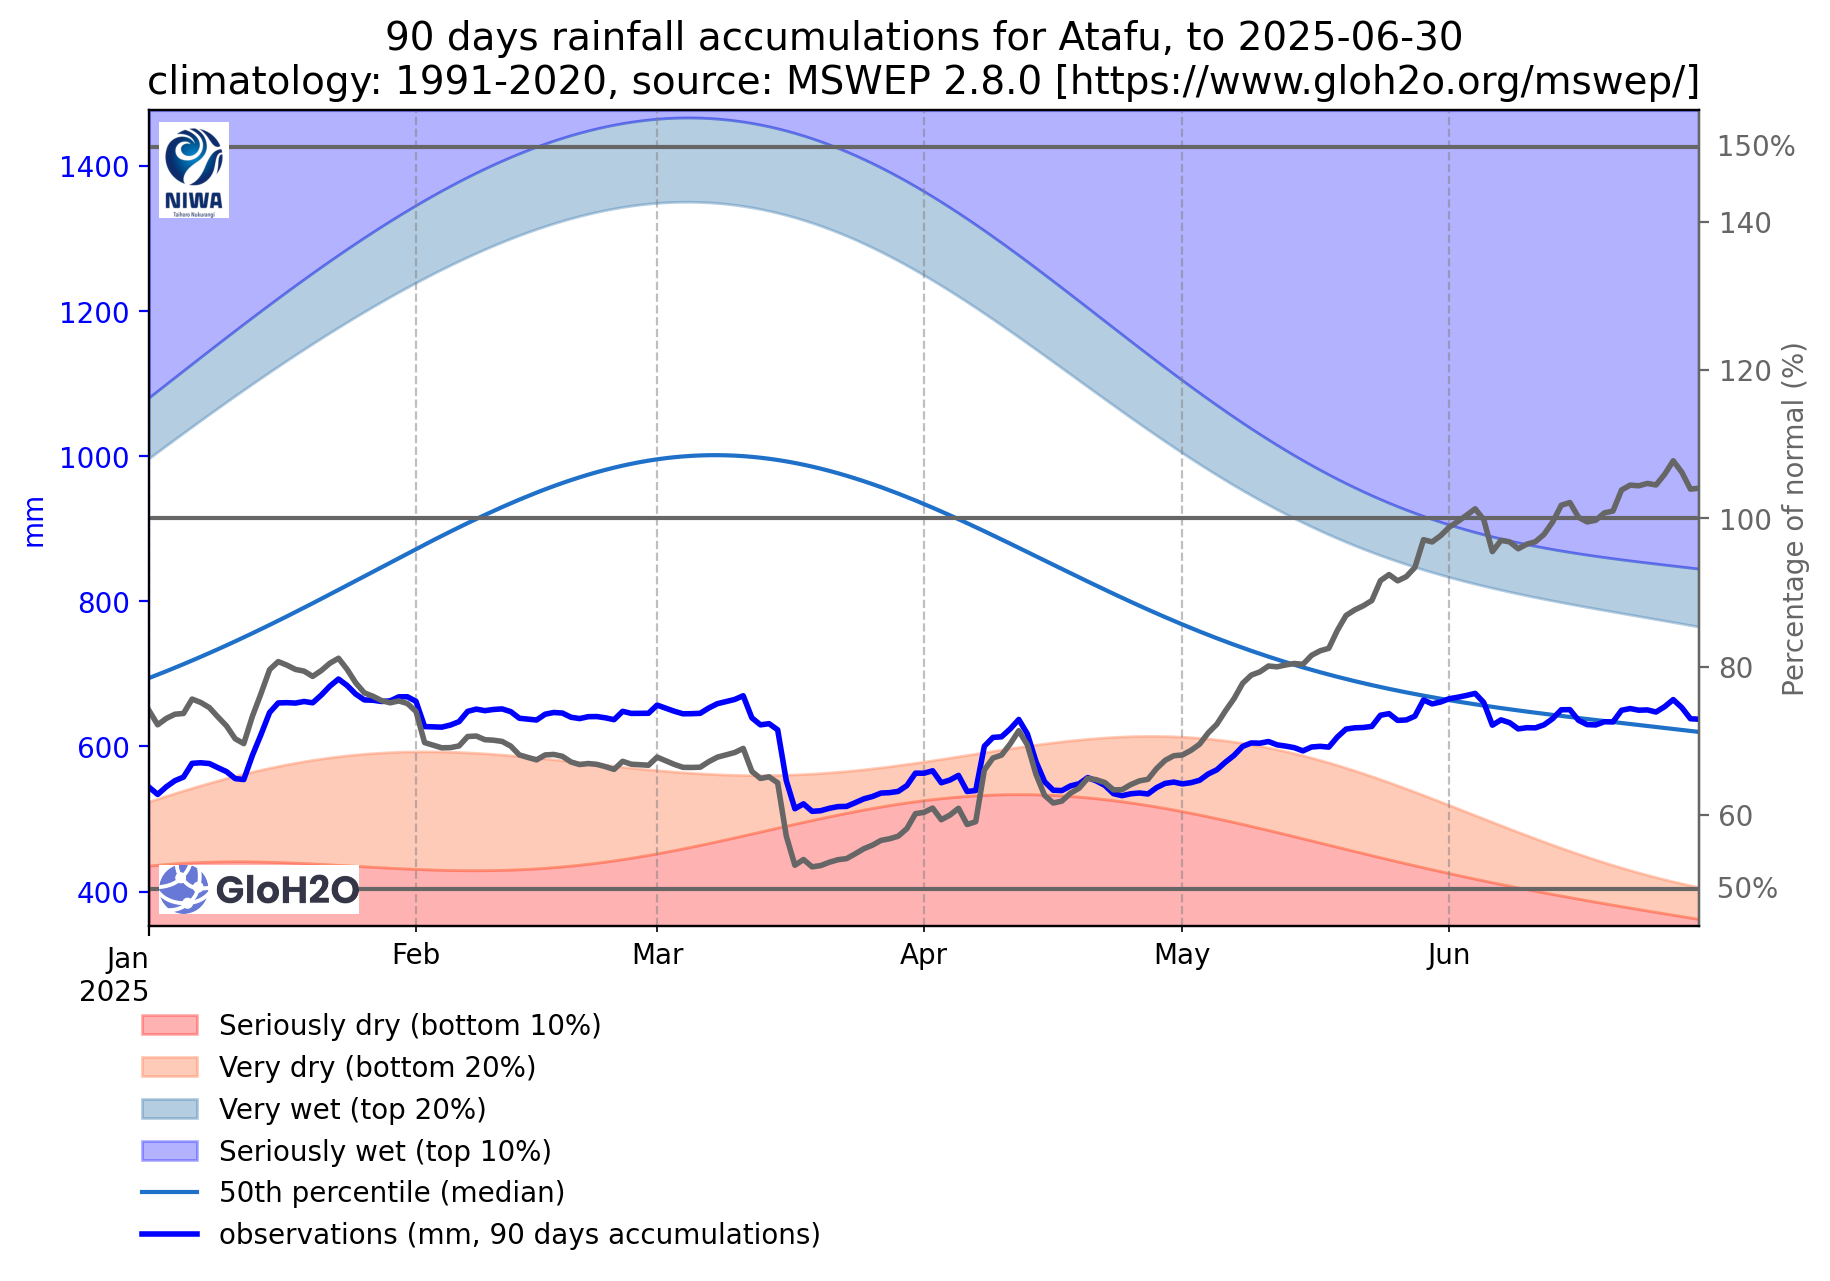 90 days rainfall accumulations for Atafu, to 2025-06-30
climatology: 1991-2020, source: MSWEP 2.8.0 [https://www.gloh2o.org/mswep/]
NIWA
Taihoro Nukurangi
1400
1200
1000
800
600
400
mm
150%
140
120
100
80
60
50%
Percentage of normal (%)
GloH2O
Jan
2025
Feb
Mar
Apr
May
Jun
Seriously dry (bottom 10%)
Very dry (bottom 20%)
Very wet (top 20%)
Seriously wet (top 10%)
50th percentile (median)
observations (mm, 90 days accumulations)